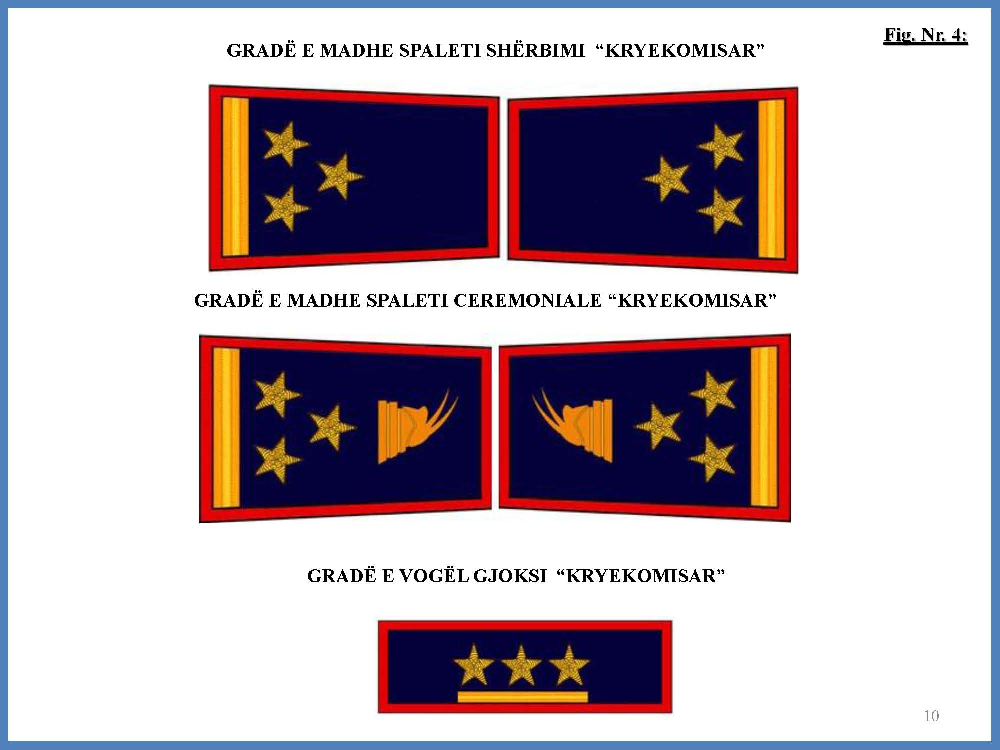 Fig. Nr. 4:
GRADË E MADHE SPALETI SHËRBIMI “KRYEKOMISAR”
GRADË E MADHE SPALETI CEREMONIALE “KRYEKOMISAR”
GRADË E VOGËL GJOKSI “KRYEKOMISAR”
10